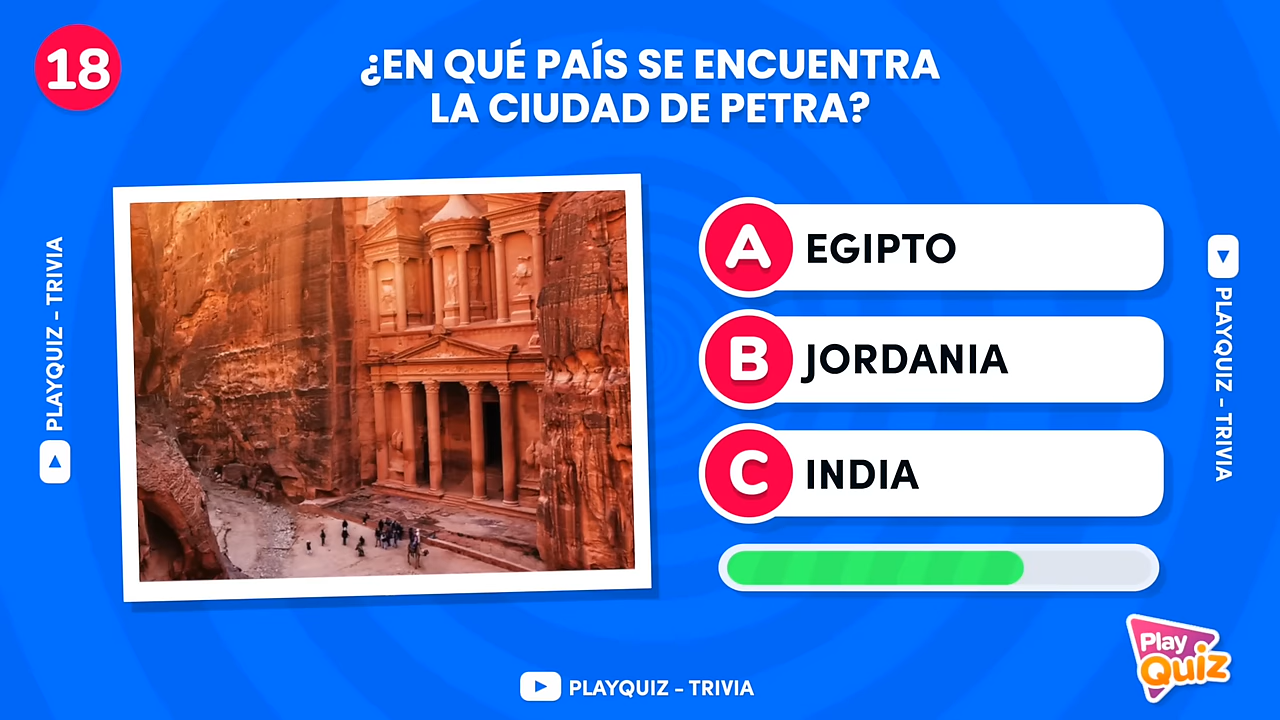 18
¿EN QUÉ PAÍS SE ENCUENTRA
LA CIUDAD DE PETRA?
A EGIPTO
B JORDANIA
C INDIA
PLAYQUIZ – TRIVIA
PLAYQUIZ – TRIVIA
PLAYQUIZ – TRIVIA
Play
Quiz